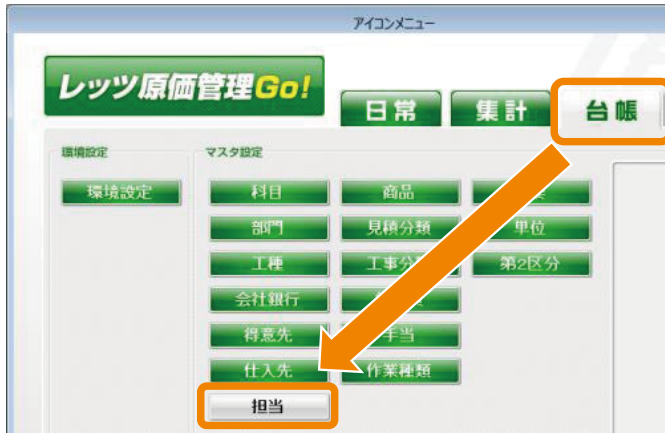 アイコンメニュー
レッツ原価管理Go!
日常 集計 台帳
環境設定 マスタ設定
環境設定 科目 商品
部門 見積分類 単位
工種 工事分 第2区分
会社銀行
得意先 手当
仕入先 作業種類
担当